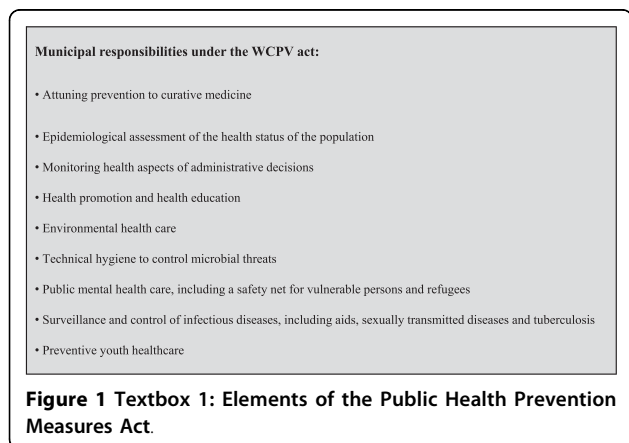 Municipal responsibilities under the WCPV act:
• Attuning prevention to curative medicine
• Epidemiological assessment of the health status of the population
• Monitoring health aspects of administrative decisions
• Health promotion and health education
• Environmental health care
• Technical hygiene to control microbial threats
• Public mental health care, including a safety net for vulnerable persons and refugees
• Surveillance and control of infectious diseases, including aids, sexually transmitted diseases and tuberculosis
• Preventive youth healthcare
Figure 1 Textbox 1: Elements of the Public Health Prevention
Measures Act.